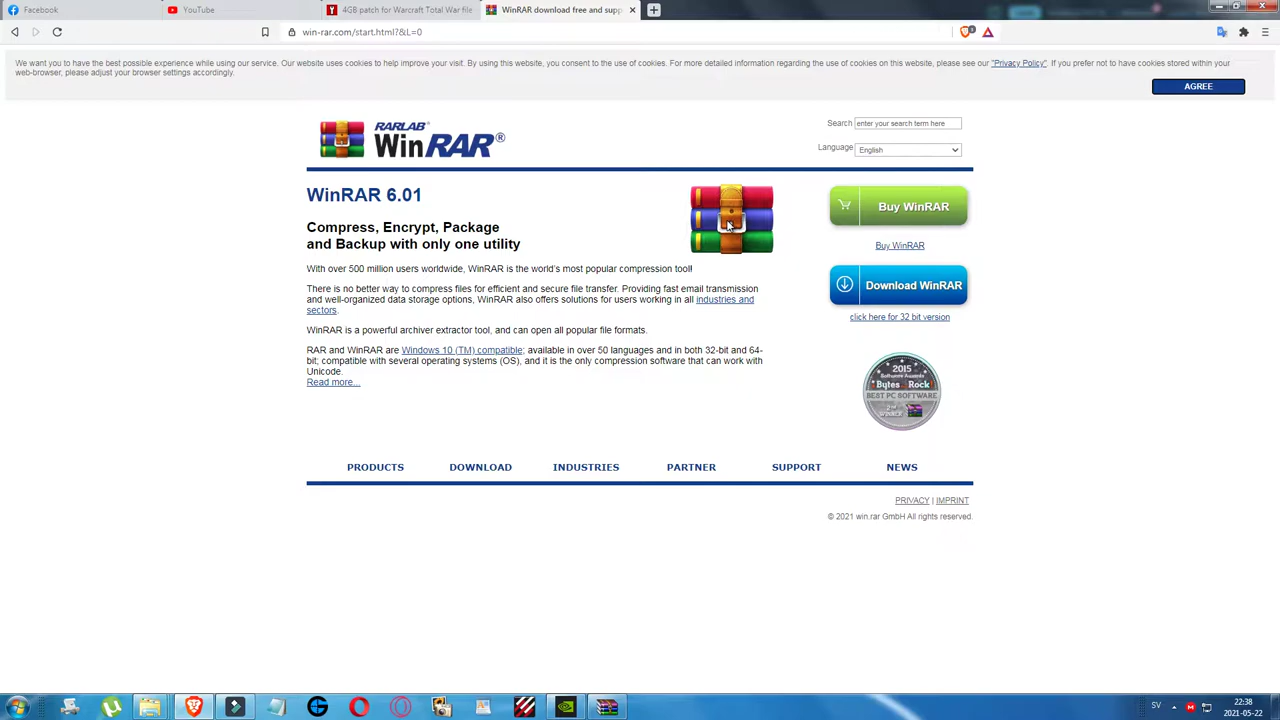 Facebook
YouTube
4GB patch for Warcraft Total War file
WinRAR download free and supp
win-rar.com/start.html?&L=0
We want you to have the best possible experience while using our service. Our website uses cookies to help improve your visit. By using this website, you consent to the use of cookies. For more detailed information regarding the use of cookies on this website, please see our "Privacy Policy". If you prefer not to have cookies stored within your
web-browser, please adjust your browser settings accordingly.
AGREE
RARLAB®
WinRAR®
Search
enter your search term here
Language
English
WinRAR 6.01
Compress, Encrypt, Package
and Backup with only one utility
With over 500 million users worldwide, WinRAR is the world's most popular compression tool!
There is no better way to compress files for efficient and secure file transfer. Providing fast email transmission
and well-organized data storage options, WinRAR also offers solutions for users working in all industries and
sectors.
WinRAR is a powerful archiver extractor tool, and can open all popular file formats.
RAR and WinRAR are Windows 10 (TM) compatible; available in over 50 languages and in both 32-bit and 64-
bit; compatible with several operating systems (OS), and it is the only compression software that can work with
Unicode.
Read more...
Buy WinRAR
Buy WinRAR
Download WinRAR
click here for 32 bit version
2015
Software Awards
Bytes Rock
BEST PC SOFTWARE
WINNER
PRODUCTS
DOWNLOAD
INDUSTRIES
PARTNER
SUPPORT
NEWS
PRIVACY | IMPRINT
© 2021 win.rar GmbH All rights reserved.
SV
22:38
2021-05-22